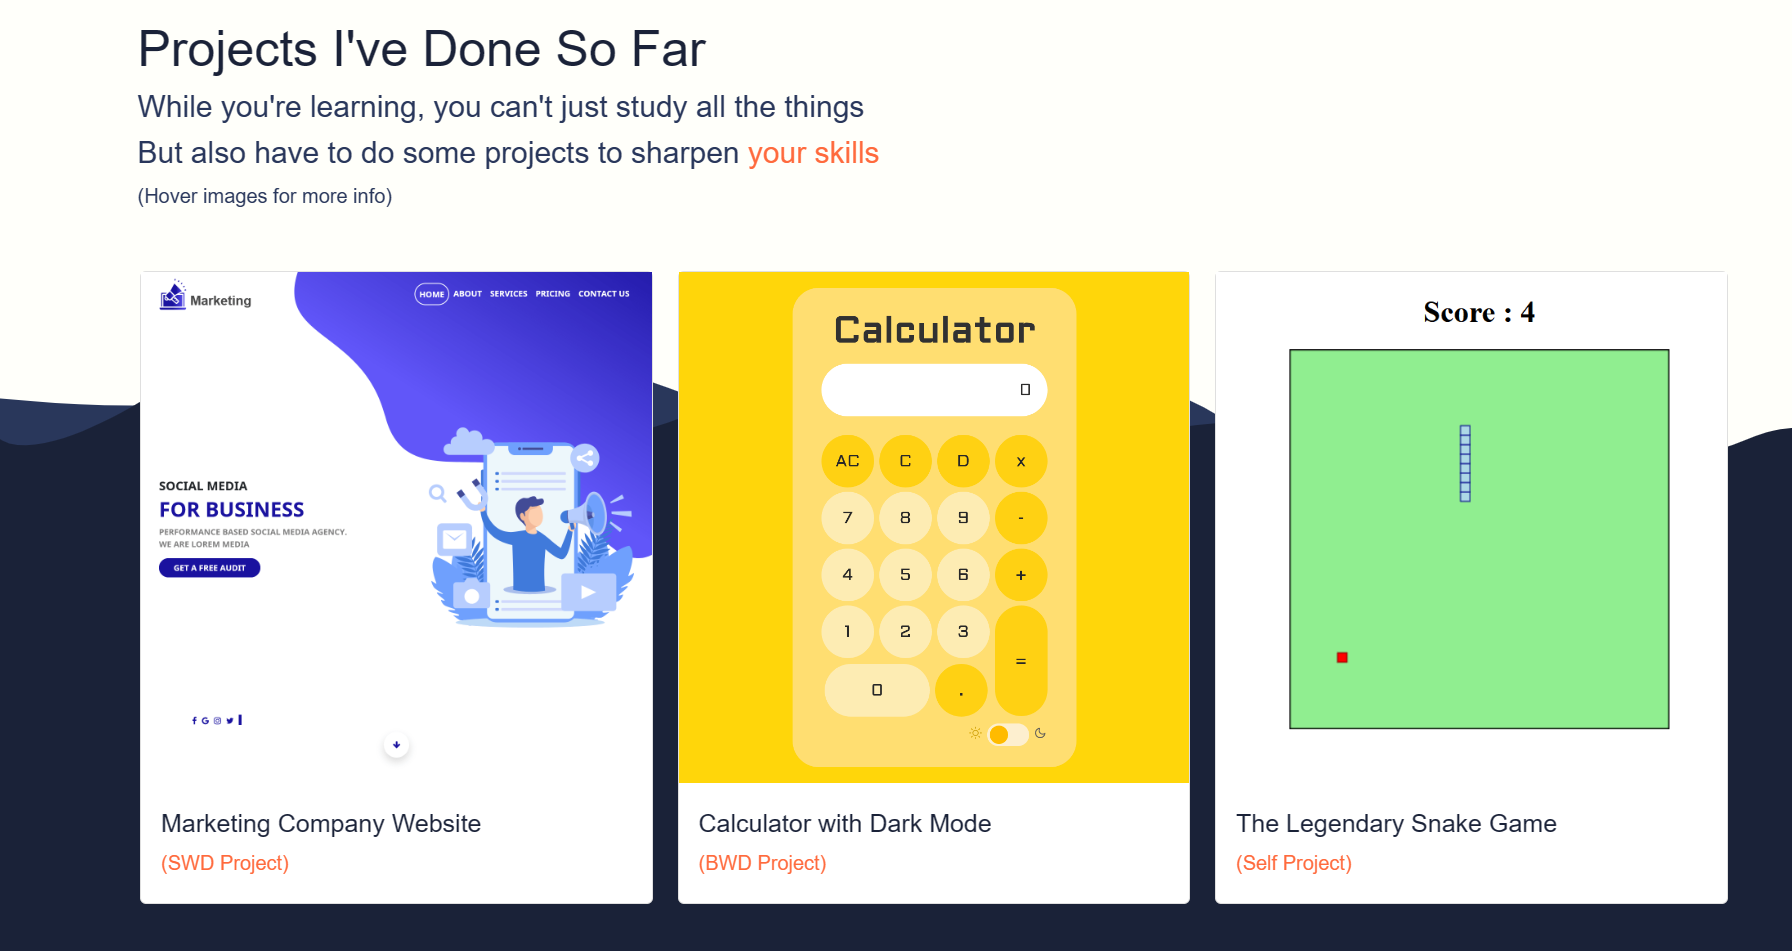 Projects I've Done So Far
While you're learning, you can't just study all the things
But also have to do some projects to sharpen your skills
(Hover images for more info)
Marketing
HOME ABOUT SERVICES PRICING CONTACT US
SOCIAL MEDIA
FOR BUSINESS
PERFORMANCE BASED SOCIAL MEDIA AGENCY.
WE ARE LOREM MEDIA
GET A FREE AUDIT
Marketing Company Website
(SWD Project)
Calculator
0
AC C D x
7 8 9 -
4 5 6 +
1 2 3
=
0 .
Calculator with Dark Mode
(BWD Project)
Score : 4
The Legendary Snake Game
(Self Project)